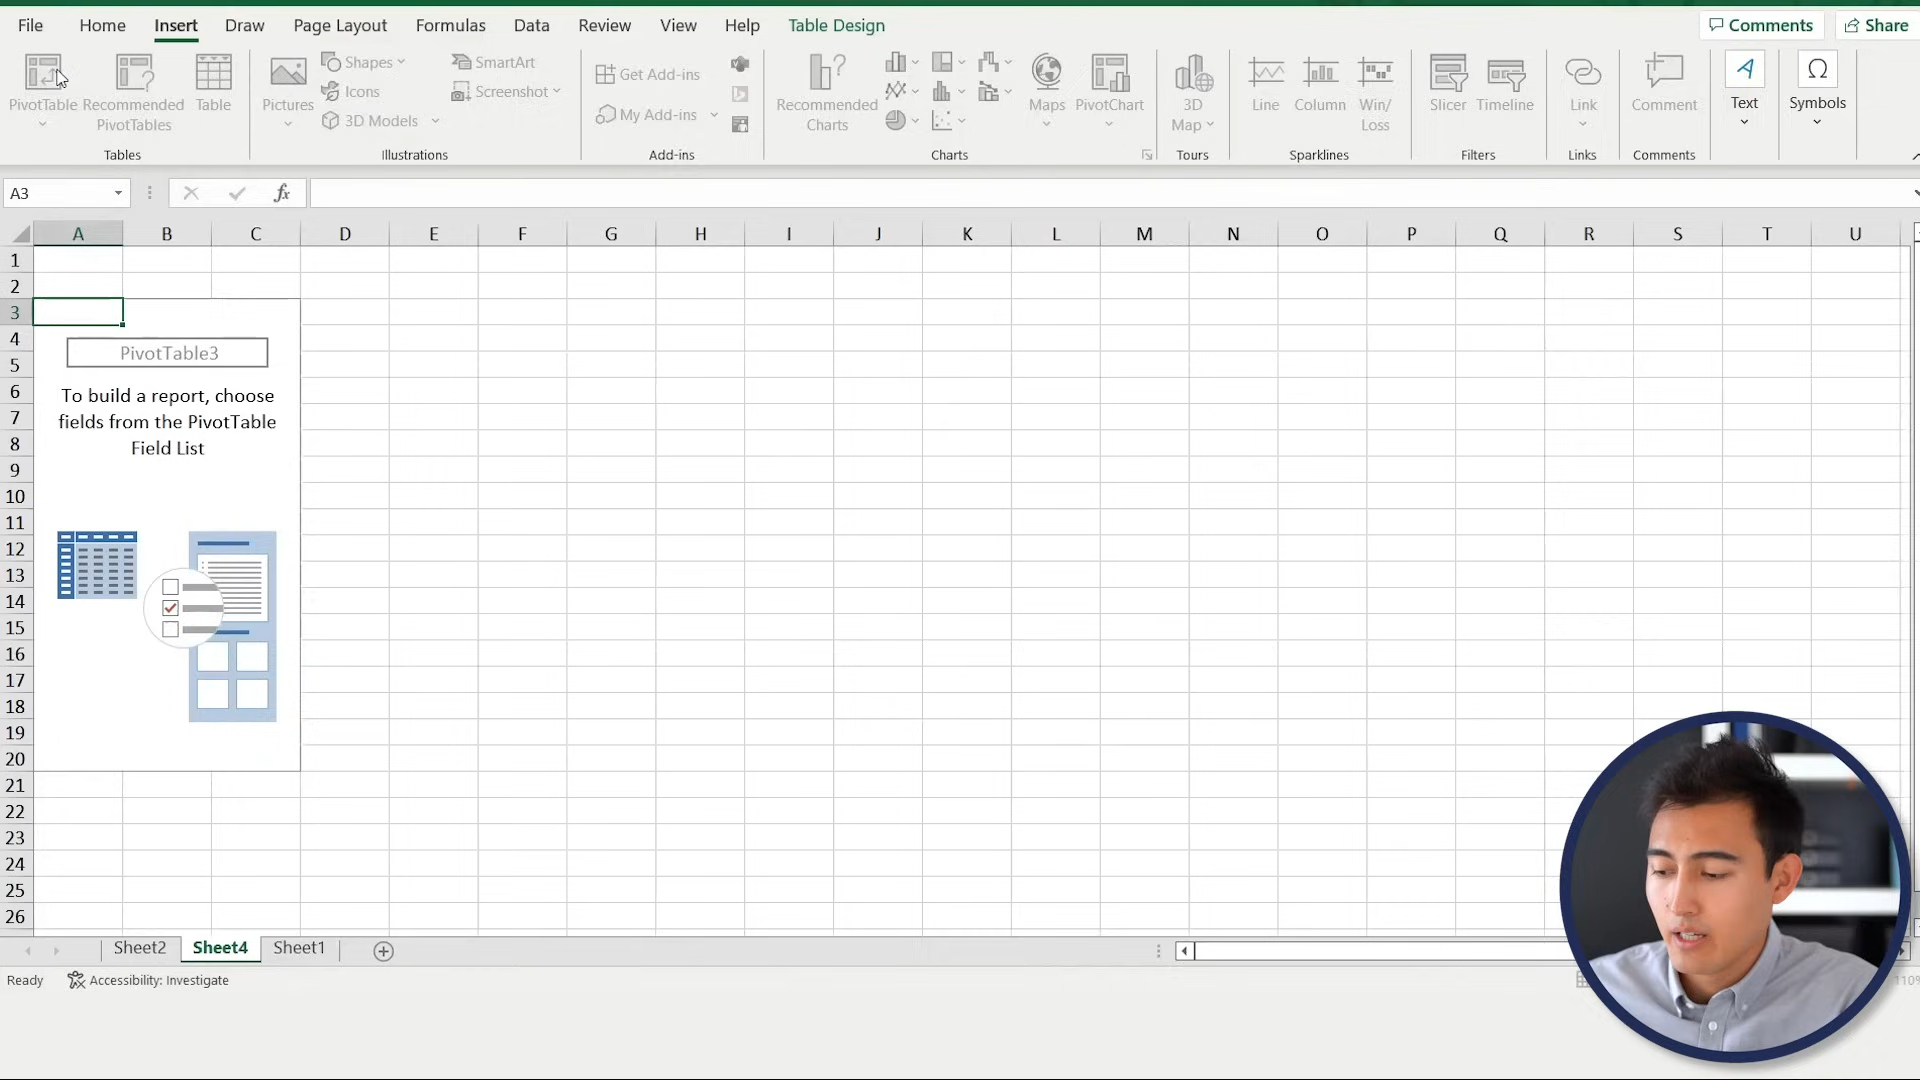 File Home Insert Draw Page Layout Formulas Data Review View Help Table Design Comments Share
PivotTable
Recommended
PivotTables
Table
Tables
Pictures
Shapes
Icons
3D Models
SmartArt
Screenshot
Illustrations
Get Add-ins
My Add-ins
Add-ins
Recommended
Charts
Maps
PivotChart
Charts
3D
Map
Tours
Line
Column
Win/
Loss
Sparklines
Slicer
Timeline
Filters
Link
Links
Comment
Comments
Text
Symbols
A3
fx
A B C D E F G H I J K L M N O P Q R S T U
1
2
3
4
5
6
7
8
9
10
11
12
13
14
15
16
17
18
19
20
21
22
23
24
25
26
PivotTable3
To build a report, choose
fields from the PivotTable
Field List
Sheet2 Sheet4 Sheet1
Ready Accessibility: Investigate
110%